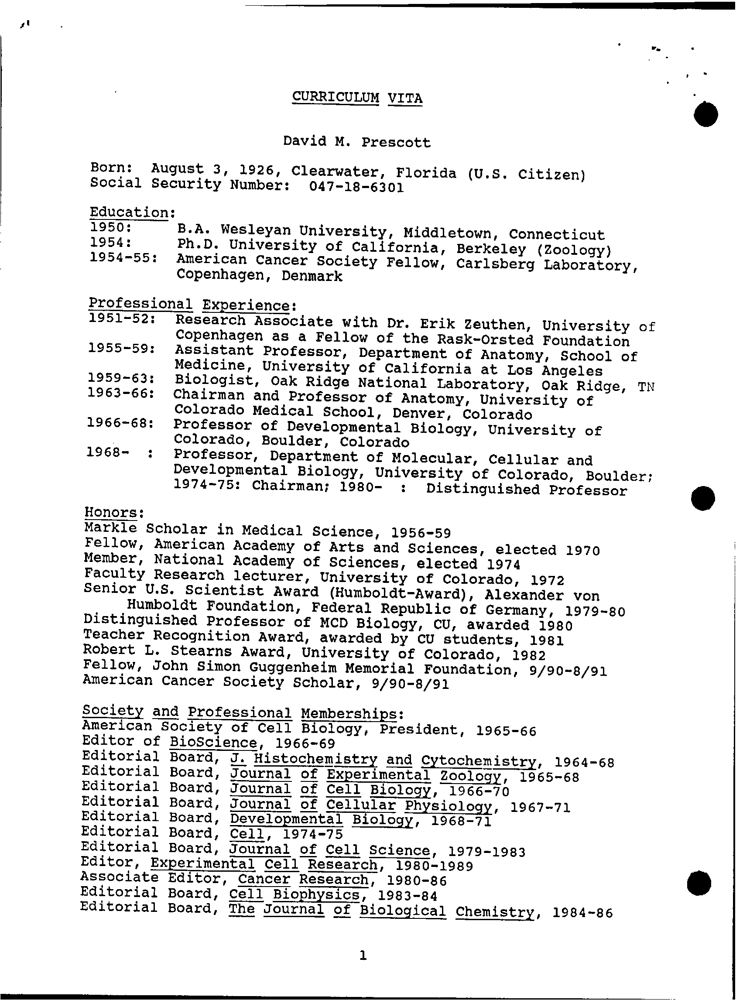 CURRICULUM VITA
David M. Prescott
Born: August 3, 1926, Clearwater, Florida (U.S. Citizen)
Social Security Number: 047-18-6301
Education:
1950: B.A. Wesleyan University, Middletown, Connecticut
1954: Ph.D. University of California, Berkeley (Zoology)
1954-55: American Cancer Society Fellow, Carlsberg Laboratory,
Copenhagen, Denmark
Professional Experience:
1951-52: Research Associate with Dr. Erik Zeuthen, University of
Copenhagen as a Fellow of the Rask-Orsted Foundation
1955-59: Assistant Professor, Department of Anatomy, School of
Medicine, University of California at Los Angeles
1959-63: Biologist, Oak Ridge National Laboratory, Oak Ridge, TN
1963-66: Chairman and Professor of Anatomy, University of
Colorado Medical School, Denver, Colorado
1966-68: Professor of Developmental Biology, University of
Colorado, Boulder, Colorado
1968- : Professor, Department of Molecular, Cellular and
Developmental Biology, University of Colorado, Boulder;
1974-75: Chairman; 1980- : Distinguished Professor
Honors:
Markle Scholar in Medical Science, 1956-59
Fellow, American Academy of Arts and Sciences, elected 1970
Member, National Academy of Sciences, elected 1974
Faculty Research lecturer, University of Colorado, 1972
Senior U.S. Scientist Award (Humboldt-Award), Alexander von
Humboldt Foundation, Federal Republic of Germany, 1979-80
Distinguished Professor of MCD Biology, CU, awarded 1980
Teacher Recognition Award, awarded by CU students, 1981
Robert L. Stearns Award, University of Colorado, 1982
Fellow, John Simon Guggenheim Memorial Foundation, 9/90-8/91
American Cancer Society Scholar, 9/90-8/91
Society and Professional Memberships:
American Society of Cell Biology, President, 1965-66
Editor of BioScience, 1966-69
Editorial Board, J. Histochemistry and Cytochemistry, 1964-68
Editorial Board, Journal of Experimental Zoology, 1965-68
Editorial Board, Journal of Cell Biology, 1966-70
Editorial Board, Journal of Cellular Physiology, 1967-71
Editorial Board, Developmental Biology, 1968-71
Editorial Board, Cell, 1974-75
Editorial Board, Journal of Cell Science, 1979-1983
Editor, Experimental Cell Research, 1980-1989
Associate Editor, Cancer Research, 1980-86
Editorial Board, Cell Biophysics, 1983-84
Editorial Board, The Journal of Biological Chemistry, 1984-86
1